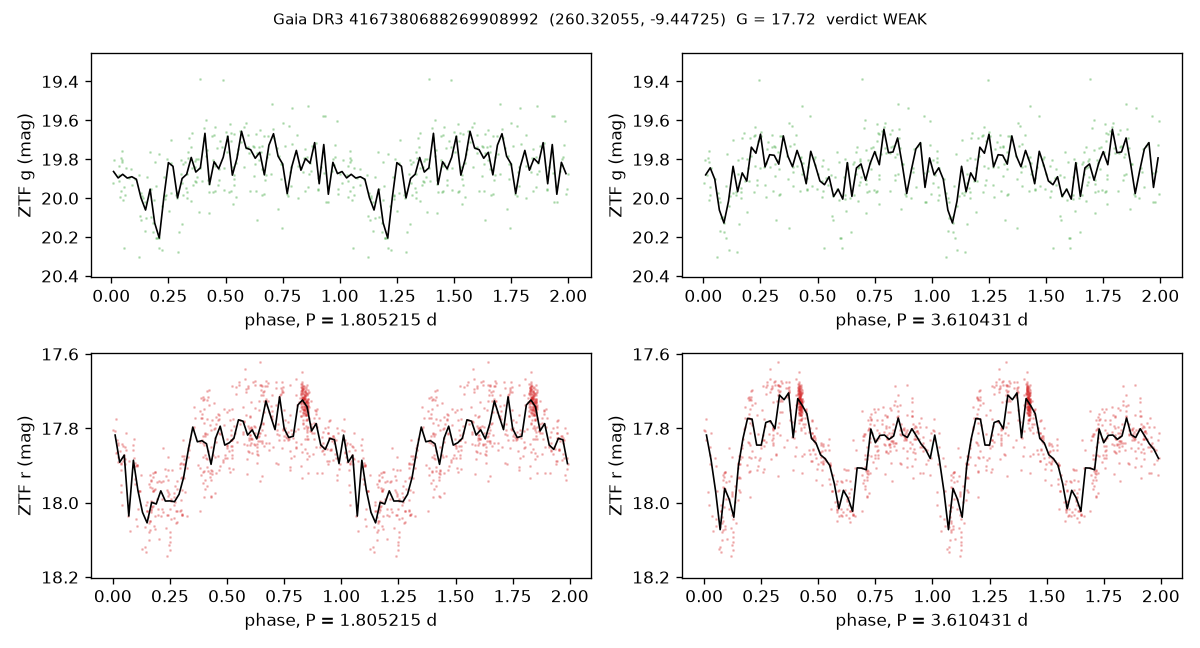 Gaia DR3 4167380688269908992 (260.32055, -9.44725) G = 17.72 verdict WEAK
19.4
19.6
19.8
20.0
20.2
20.4
ZTF g (mag)
0.00 0.25 0.50 0.75 1.00 1.25 1.50 1.75 2.00
phase, P = 1.805215 d
19.4
19.6
19.8
20.0
20.2
20.4
ZTF g (mag)
0.00 0.25 0.50 0.75 1.00 1.25 1.50 1.75 2.00
phase, P = 3.610431 d
17.6
17.8
18.0
18.2
ZTF r (mag)
0.00 0.25 0.50 0.75 1.00 1.25 1.50 1.75 2.00
phase, P = 1.805215 d
17.6
17.8
18.0
18.2
ZTF r (mag)
0.00 0.25 0.50 0.75 1.00 1.25 1.50 1.75 2.00
phase, P = 3.610431 d